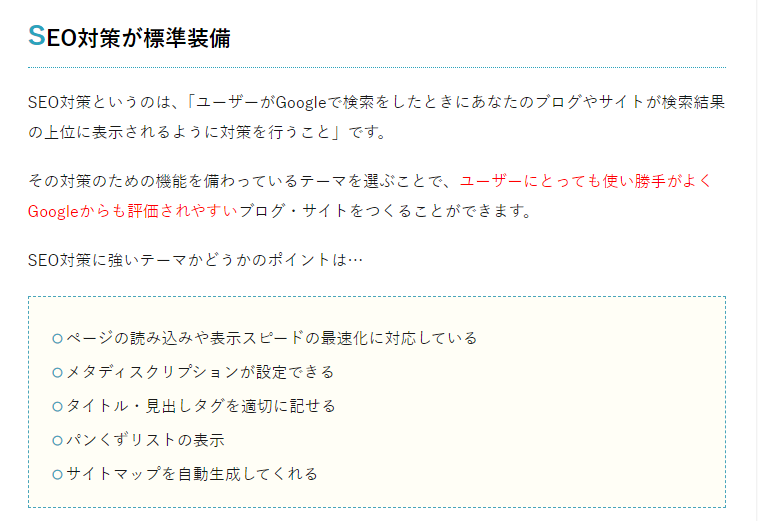 SEO対策が標準装備
SEO対策というのは、「ユーザーがGoogleで検索をしたときにあなたのブログやサイトが検索結果
の上位に表示されるように対策を行うこと」です。
その対策のための機能を備わっているテーマを選ぶことで、ユーザーにとっても使い勝手がよく
Googleからも評価されやすいブログ・サイトをつくることができます。
SEO対策に強いテーマかどうかのポイントは…
ページの読み込みや表示スピードの最速化に対応している
メタディスクリプションが設定できる
タイトル・見出しタグを適切に記せる
パンくずリストの表示
サイトマップを自動生成してくれる